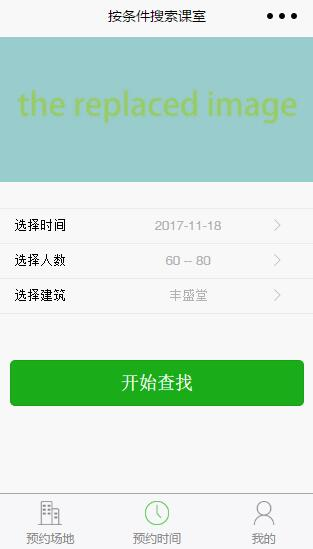 按条件搜索课室
the replaced image
选择时间 2017-11-18
选择人数 60 -- 80
选择建筑 丰盛堂
开始查找
预约场地 预约时间 我的